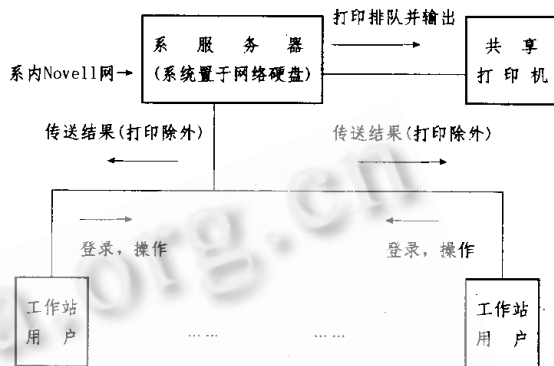 打印排队并输出
系 服 务 器
(系统置于网络硬盘)
共 享
打 印 机
系内Novell网→
传送结果(打印除外)
传送结果(打印除外)
登录，操作
登录，操作
工作站
用 户
工作站
用 户
……
……
.org.cn